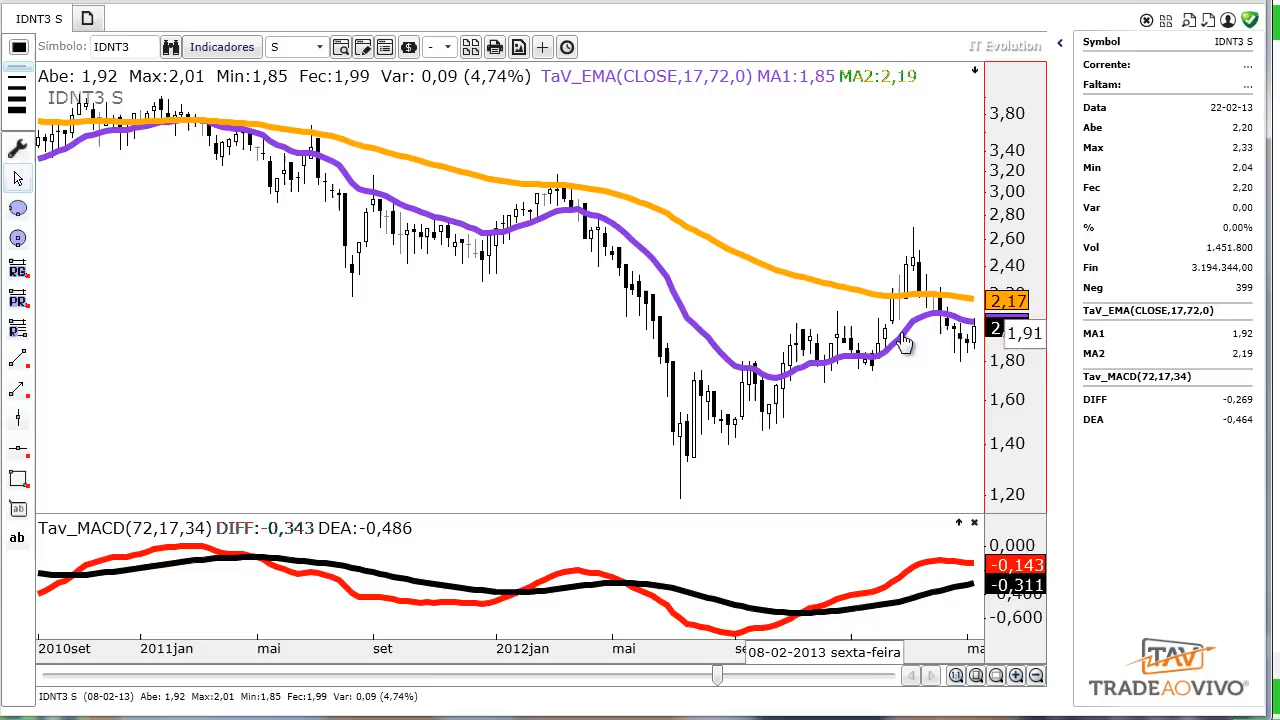 IDNT3 S
Símbolo: IDNT3 Indicadores S -
IT Evolution
Abe: 1,92 Max:2,01 Min:1,85 Fec:1,99 Var: 0,09 (4,74%) TaV_EMA(CLOSE,17,72,0) MA1:1,85 MA2:2,19
IDNT3 S
3,80
3,40
3,20
3,00
2,80
2,60
2,40
2,17
1,91
1,80
1,60
1,40
1,20
RG
PR
ab
ab
Tav_MACD(72,17,34) DIFF:-0,343 DEA:-0,486
0,000
-0,143
-0,311
-0,600
2010set 2011jan mai set 2012jan mai 08-02-2013 sexta-feira
IDNT3 S (08-02-13) Abe: 1,92 Max:2,01 Min:1,85 Fec:1,99 Var: 0,09 (4,74%)
Symbol IDNT3 S
Corrente: ...
Faltam: ...
Data 22-02-13
Abe 2,20
Max 2,33
Min 2,04
Fec 2,20
Var 0,00
% 0,00%
Vol 1.451.800
Fin 3.194.344,00
Neg 399
TaV_EMA(CLOSE,17,72,0)
MA1 1.92
MA2 2,19
Tav_MACD(72,17,34)
DIFF -0,269
DEA -0,464
TAV
TRADEAOVIVO®